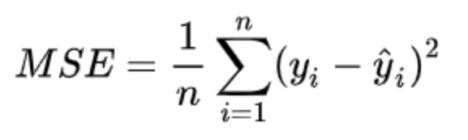 MSE = \frac{1}{n} \sum_{i=1}^{n} (y_i - \hat{y}_i)^2